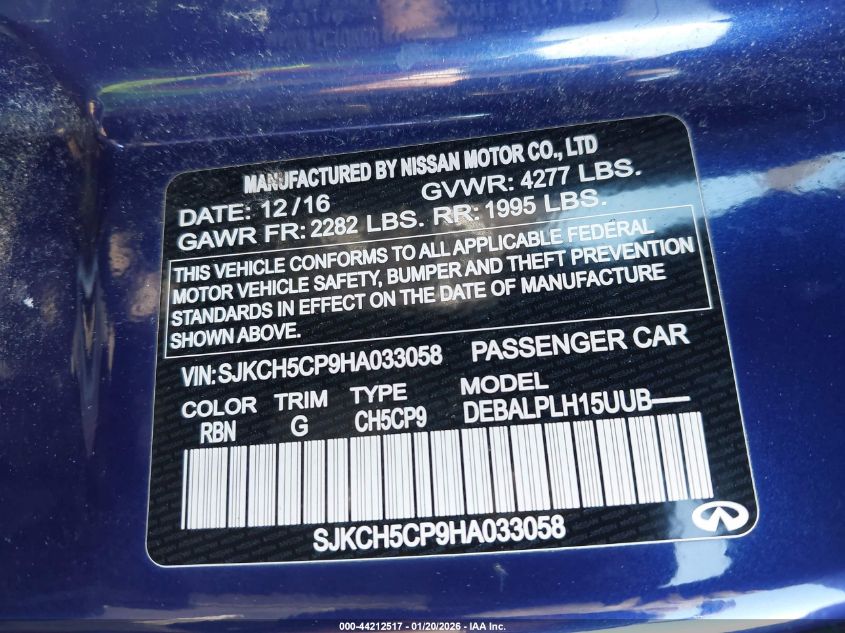 MANUFACTURED BY NISSAN MOTOR CO., LTD
DATE: 12/16 GVWR: 4277 LBS.
GAWR FR: 2282 LBS. RR: 1995 LBS.
THIS VEHICLE CONFORMS TO ALL APPLICABLE FEDERAL
MOTOR VEHICLE SAFETY, BUMPER AND THEFT PREVENTION
STANDARDS IN EFFECT ON THE DATE OF MANUFACTURE
SHOWN ABOVE.
VIN: SJKCH5CP9HA033058 PASSENGER CAR
COLOR TRIM TYPE MODEL
RBN G CH5CP9 DEBALPLH15UUB–––
SJKCH5CP9HA033058
000-44212517 - 01/20/2026 - IAA Inc.